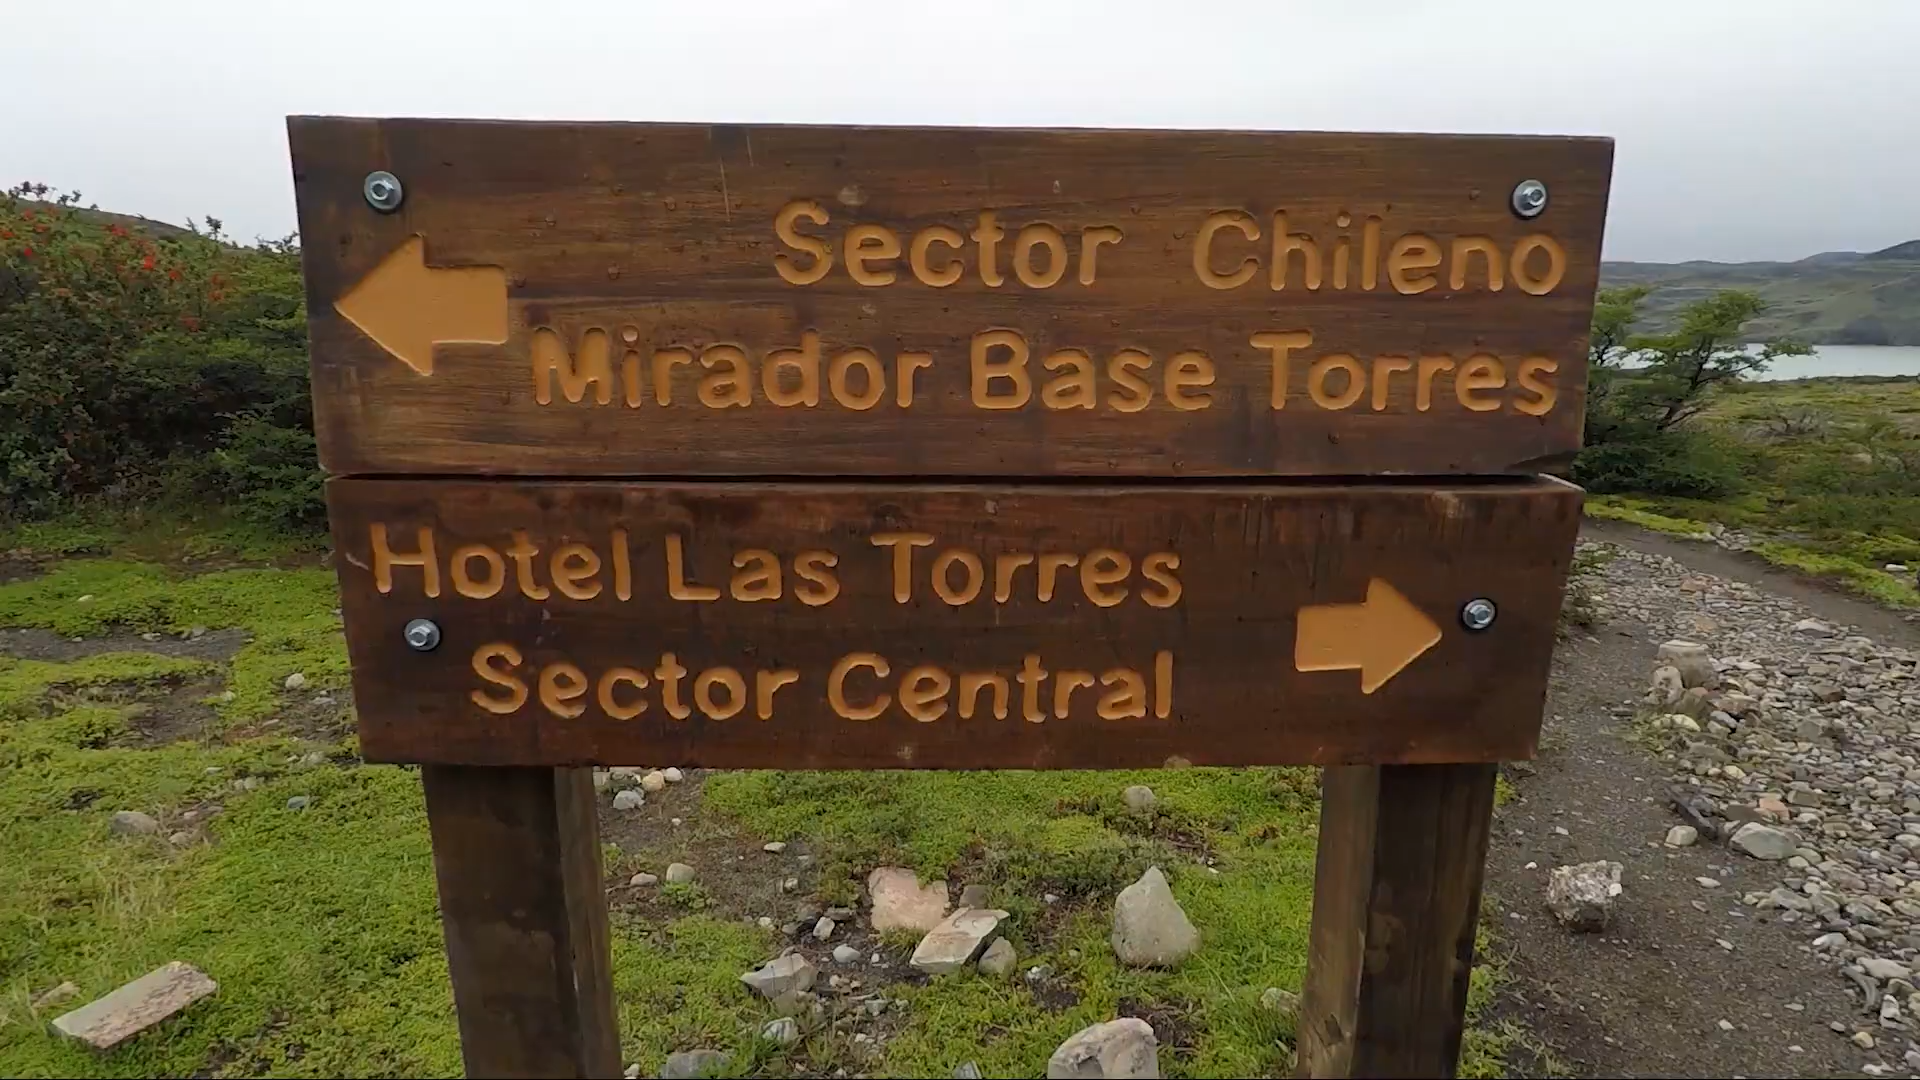 Sector Chileno
Mirador Base Torres
Hotel Las Torres
Sector Central